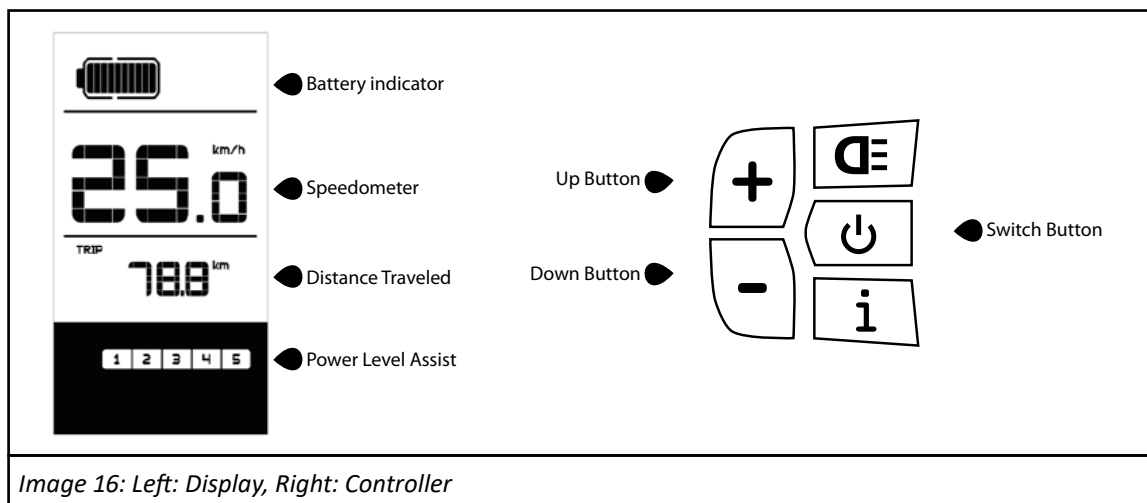 Battery indicator
25.0 km/h
Speedometer
TRIP
78.8 km
Distance Traveled
1 2 3 4 5
Power Level Assist
Up Button
Down Button
+
-
i
Switch Button
Image 16: Left: Display, Right: Controller